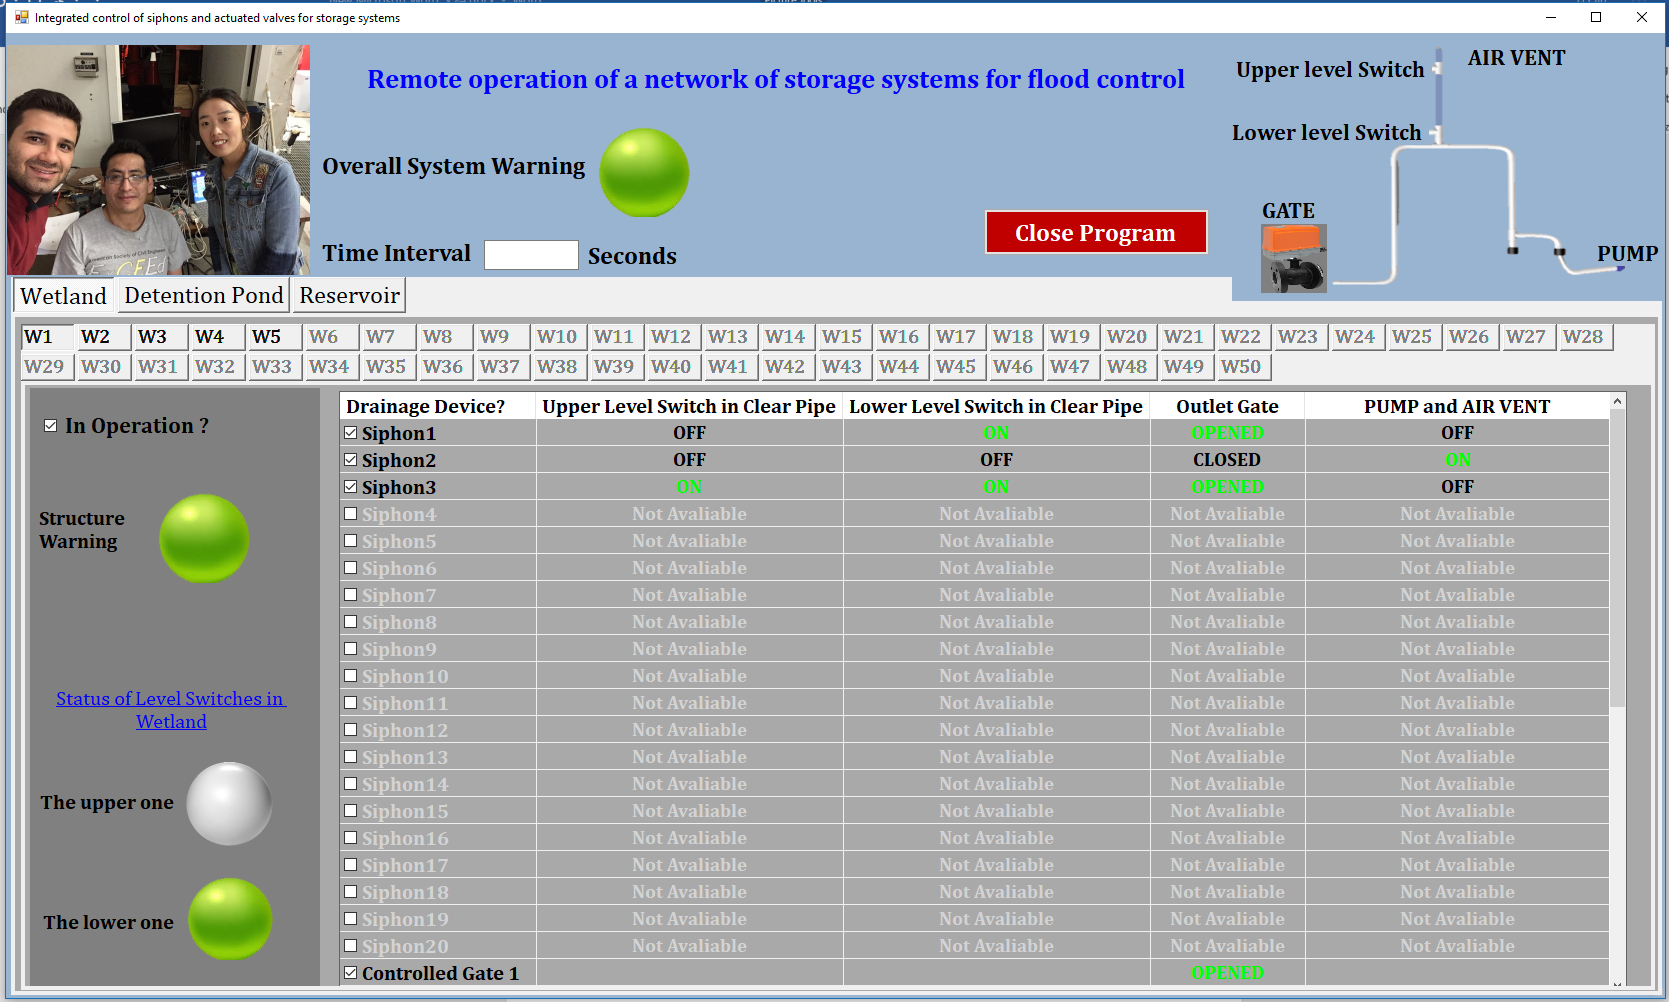 Integrated control of siphons and actuated valves for storage systems
Remote operation of a network of storage systems for flood control
Upper level Switch
AIR VENT
Lower level Switch
Overall System Warning
GATE
Close Program
PUMP
Time Interval Seconds
Wetland Detention Pond Reservoir
W1 W2 W3 W4 W5 W6 W7 W8 W9 W10 W11 W12 W13 W14 W15 W16 W17 W18 W19 W20 W21 W22 W23 W24 W25 W26 W27 W28
W29 W30 W31 W32 W33 W34 W35 W36 W37 W38 W39 W40 W41 W42 W43 W44 W45 W46 W47 W48 W49 W50
In Operation ?
Structure
Warning
Status of Level Switches in
Wetland
The upper one
The lower one
Drainage Device? Upper Level Switch in Clear Pipe Lower Level Switch in Clear Pipe Outlet Gate PUMP and AIR VENT
Siphon1 OFF ON OPENED OFF
Siphon2 OFF OFF CLOSED ON
Siphon3 ON ON OPENED OFF
Siphon4 Not Avaliable Not Avaliable Not Avaliable Not Avaliable
Siphon5 Not Avaliable Not Avaliable Not Avaliable Not Avaliable
Siphon6 Not Avaliable Not Avaliable Not Avaliable Not Avaliable
Siphon7 Not Avaliable Not Avaliable Not Avaliable Not Avaliable
Siphon8 Not Avaliable Not Avaliable Not Avaliable Not Avaliable
Siphon9 Not Avaliable Not Avaliable Not Avaliable Not Avaliable
Siphon10 Not Avaliable Not Avaliable Not Avaliable Not Avaliable
Siphon11 Not Avaliable Not Avaliable Not Avaliable Not Avaliable
Siphon12 Not Avaliable Not Avaliable Not Avaliable Not Avaliable
Siphon13 Not Avaliable Not Avaliable Not Avaliable Not Avaliable
Siphon14 Not Avaliable Not Avaliable Not Avaliable Not Avaliable
Siphon15 Not Avaliable Not Avaliable Not Avaliable Not Avaliable
Siphon16 Not Avaliable Not Avaliable Not Avaliable Not Avaliable
Siphon17 Not Avaliable Not Avaliable Not Avaliable Not Avaliable
Siphon18 Not Avaliable Not Avaliable Not Avaliable Not Avaliable
Siphon19 Not Avaliable Not Avaliable Not Avaliable Not Avaliable
Siphon20 Not Avaliable Not Avaliable Not Avaliable Not Avaliable
Controlled Gate 1 OPENED